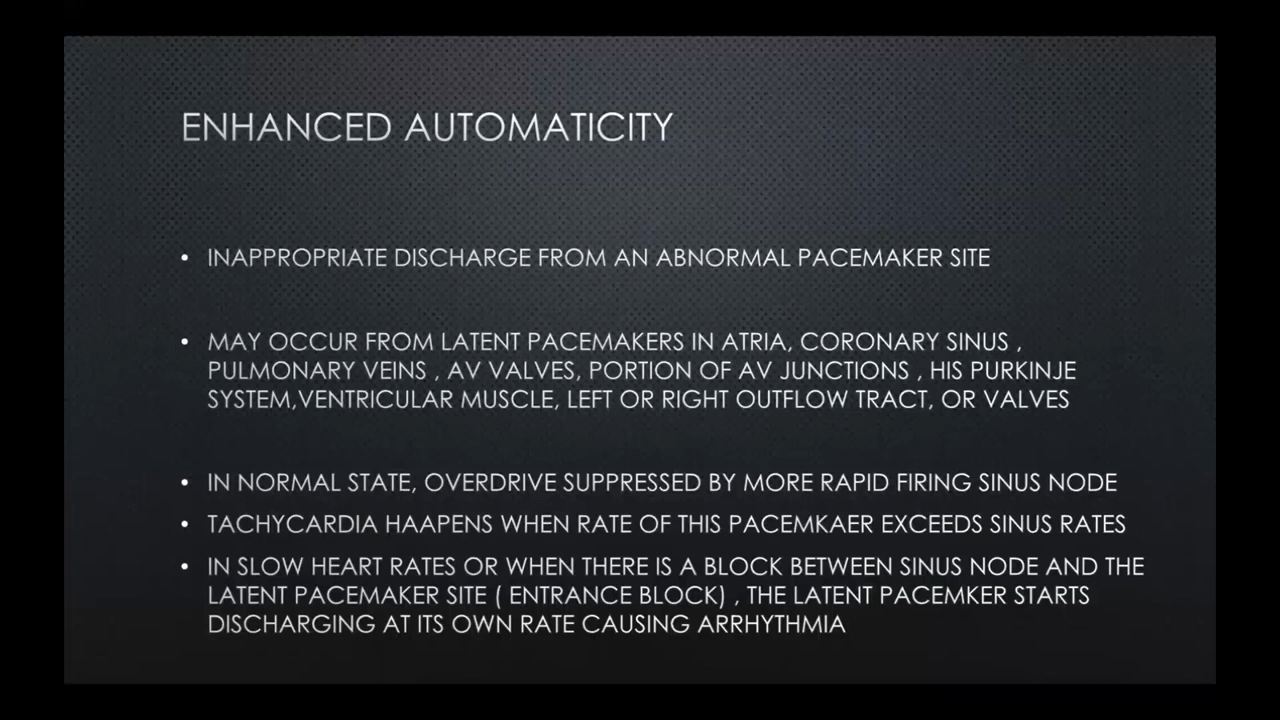 ENHANCED AUTOMATICITY
• INAPPROPRIATE DISCHARGE FROM AN ABNORMAL PACEMAKER SITE
• MAY OCCUR FROM LATENT PACEMAKERS IN ATRIA, CORONARY SINUS ,
PULMONARY VEINS , AV VALVES, PORTION OF AV JUNCTIONS , HIS PURKINJE
SYSTEM,VENTRICULAR MUSCLE, LEFT OR RIGHT OUTFLOW TRACT, OR VALVES
• IN NORMAL STATE, OVERDRIVE SUPPRESSED BY MORE RAPID FIRING SINUS NODE
• TACHYCARDIA HAAPENS WHEN RATE OF THIS PACEMKAER EXCEEDS SINUS RATES
• IN SLOW HEART RATES OR WHEN THERE IS A BLOCK BETWEEN SINUS NODE AND THE
LATENT PACEMAKER SITE ( ENTRANCE BLOCK) , THE LATENT PACEMKER STARTS
DISCHARGING AT ITS OWN RATE CAUSING ARRHYTHMIA